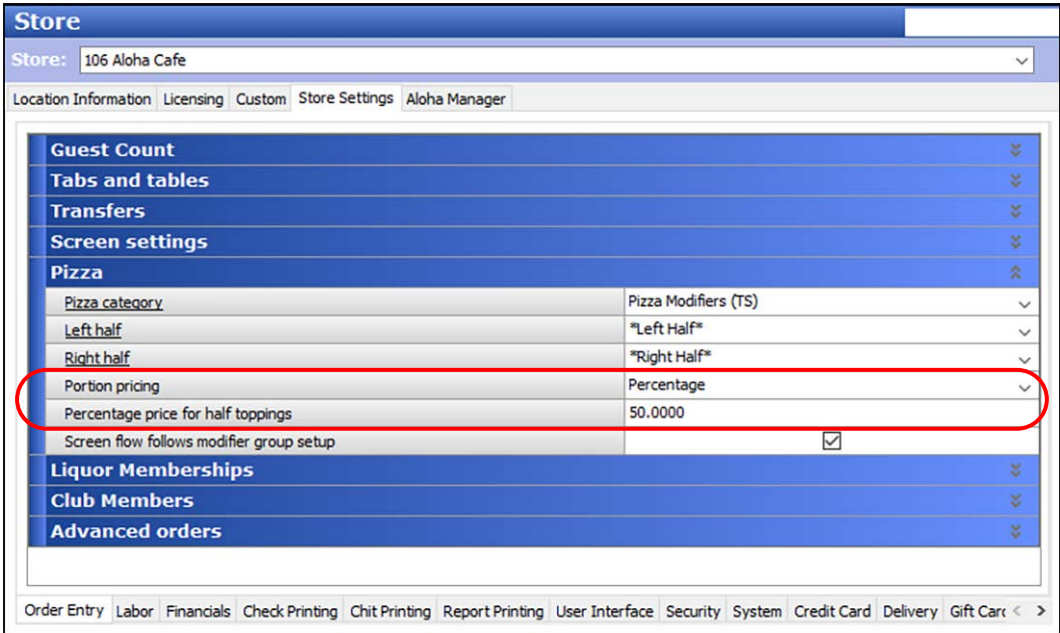 Store
Store: 106 Aloha Cafe
Location Information Licensing Custom Store Settings Aloha Manager
Guest Count
Tabs and tables
Transfers
Screen settings
Pizza
Pizza category Pizza Modifiers (TS)
Left half *Left Half*
Right half *Right Half*
Portion pricing Percentage
Percentage price for half toppings 50.0000
Screen flow follows modifier group setup
Liquor Memberships
Club Members
Advanced orders
Order Entry Labor Financials Check Printing Chit Printing Report Printing User Interface Security System Credit Card Delivery Gift Card